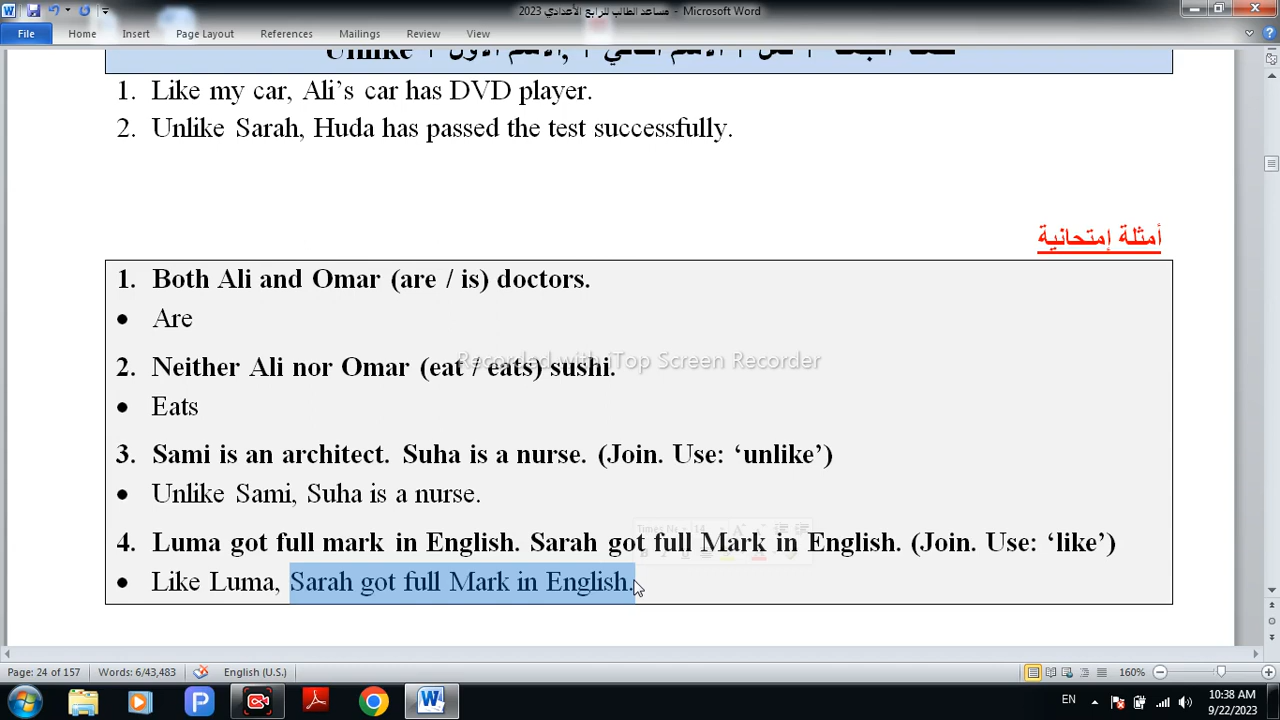 مساعد الطالب للرابع الأعدادي 2023 - Microsoft Word
File Home Insert Page Layout References Mailings Review View
Unlike + الاسم الاول, +
1. Like my car, Ali’s car has DVD player.
2. Unlike Sarah, Huda has passed the test successfully.
أمثلة إمتحانية
1. Both Ali and Omar (are / is) doctors.
• Are
2. Neither Ali nor Omar (eat / eats) sushi.
Recorded with iTop Screen Recorder
• Eats
3. Sami is an architect. Suha is a nurse. (Join. Use: ‘unlike’)
• Unlike Sami, Suha is a nurse.
Times Ne 14
4. Luma got full mark in English. Sarah got full Mark in English. (Join. Use: ‘like’)
• Like Luma, Sarah got full Mark in English.
Page: 24 of 157 Words: 6/43,483 English (U.S.) 160%
EN 10:38 AM
9/22/2023